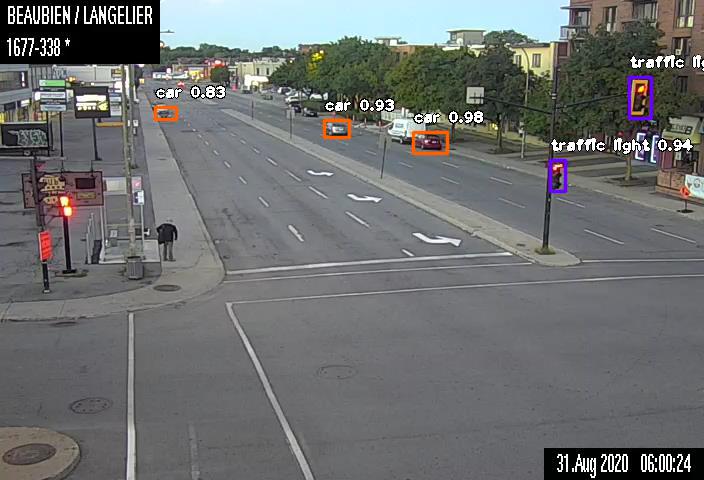 BEAUBIEN / LANGELIER
1677-338 *
traffic lig
car 0.83
car 0.93
car 0.98
traffic light 0.94
31.Aug 2020 06:00:24